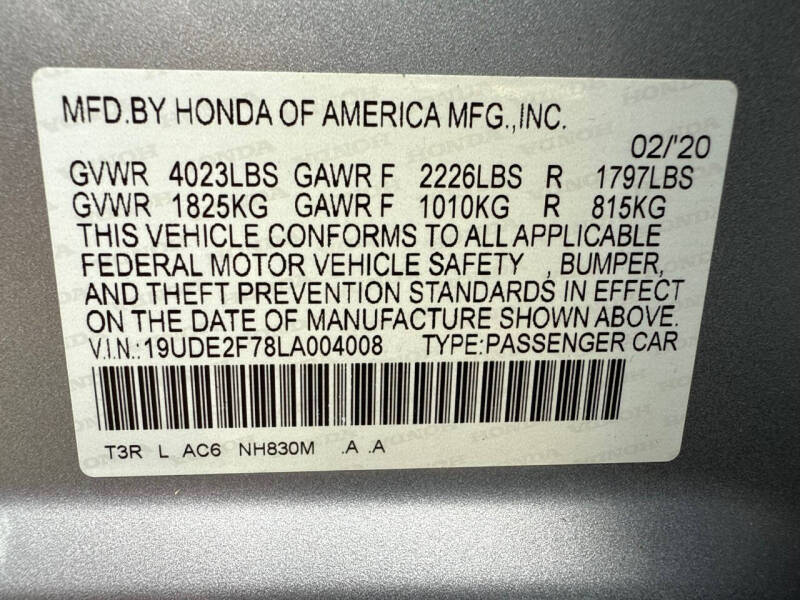 MFD.BY HONDA OF AMERICA MFG.,INC.
02/'20
GVWR 4023LBS GAWR F 2226LBS R 1797LBS
GVWR 1825KG GAWR F 1010KG R 815KG
THIS VEHICLE CONFORMS TO ALL APPLICABLE
FEDERAL MOTOR VEHICLE SAFETY , BUMPER,
AND THEFT PREVENTION STANDARDS IN EFFECT
ON THE DATE OF MANUFACTURE SHOWN ABOVE.
V.I.N.:19UDE2F78LA004008 TYPE:PASSENGER CAR
T3R L AC6 NH830M .A .A